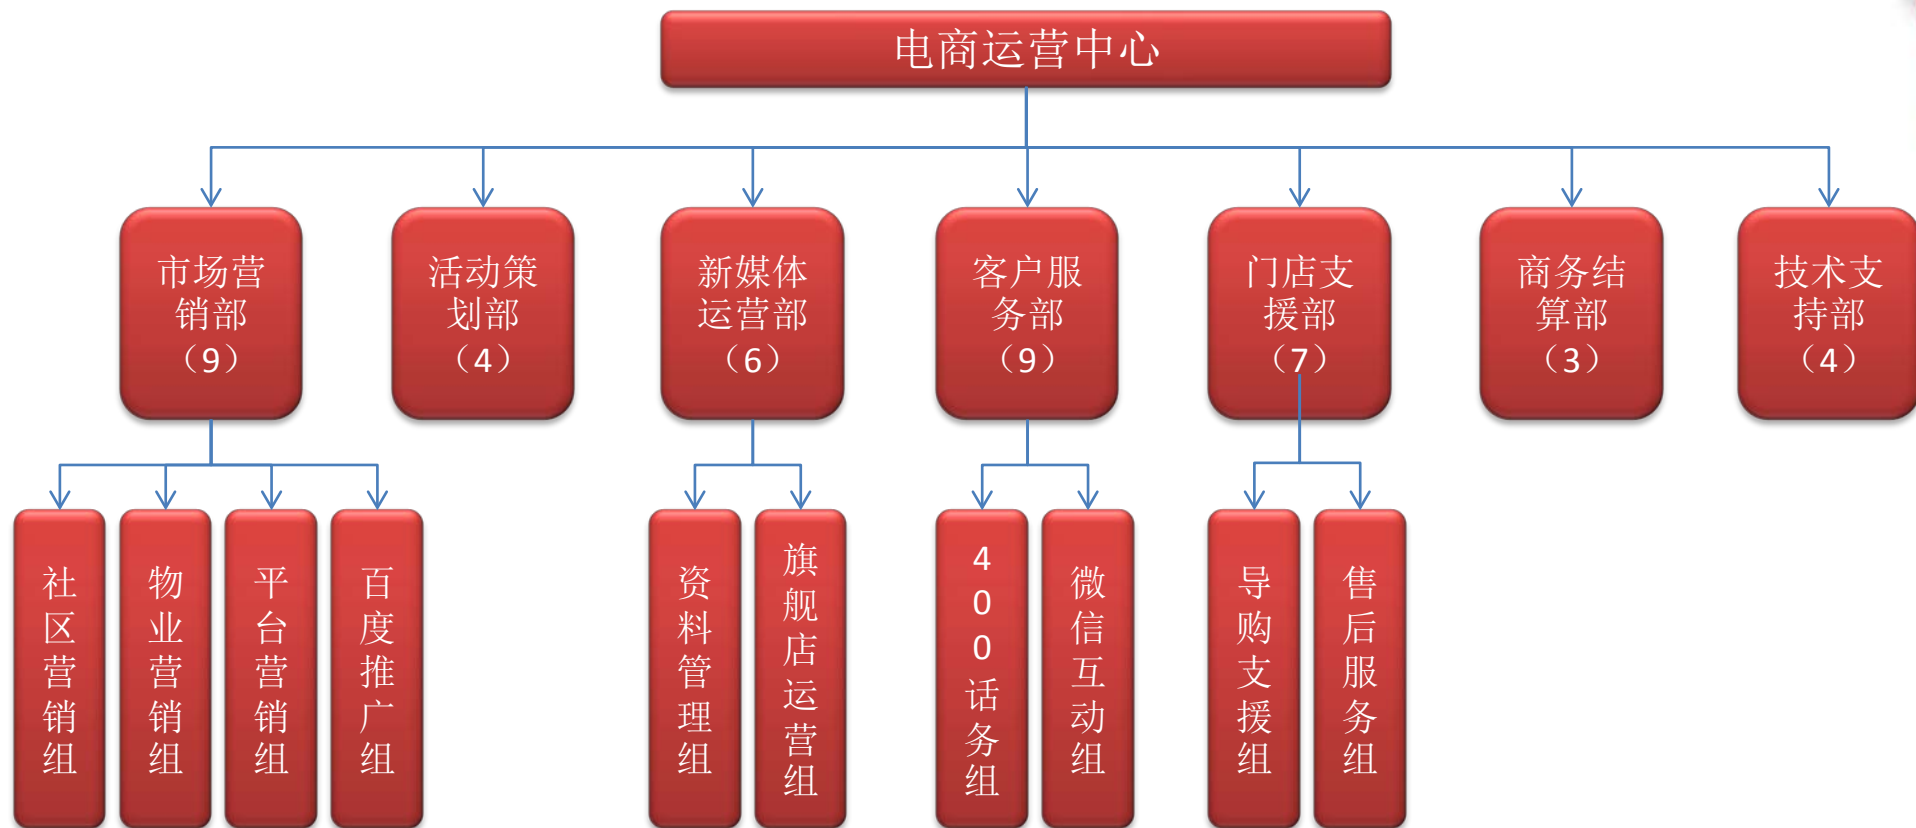 电商运营中心
市场营
销部
（9）
活动策
划部
（4）
新媒体
运营部
（6）
客户服
务部
（9）
门店支
援部
（7）
商务结
算部
（3）
技术支
持部
（4）
社区营销组
物业营销组
平台营销组
百度推广组
资料管理组
旗舰店运营组
400话务组
微信互动组
导购支援组
售后服务组